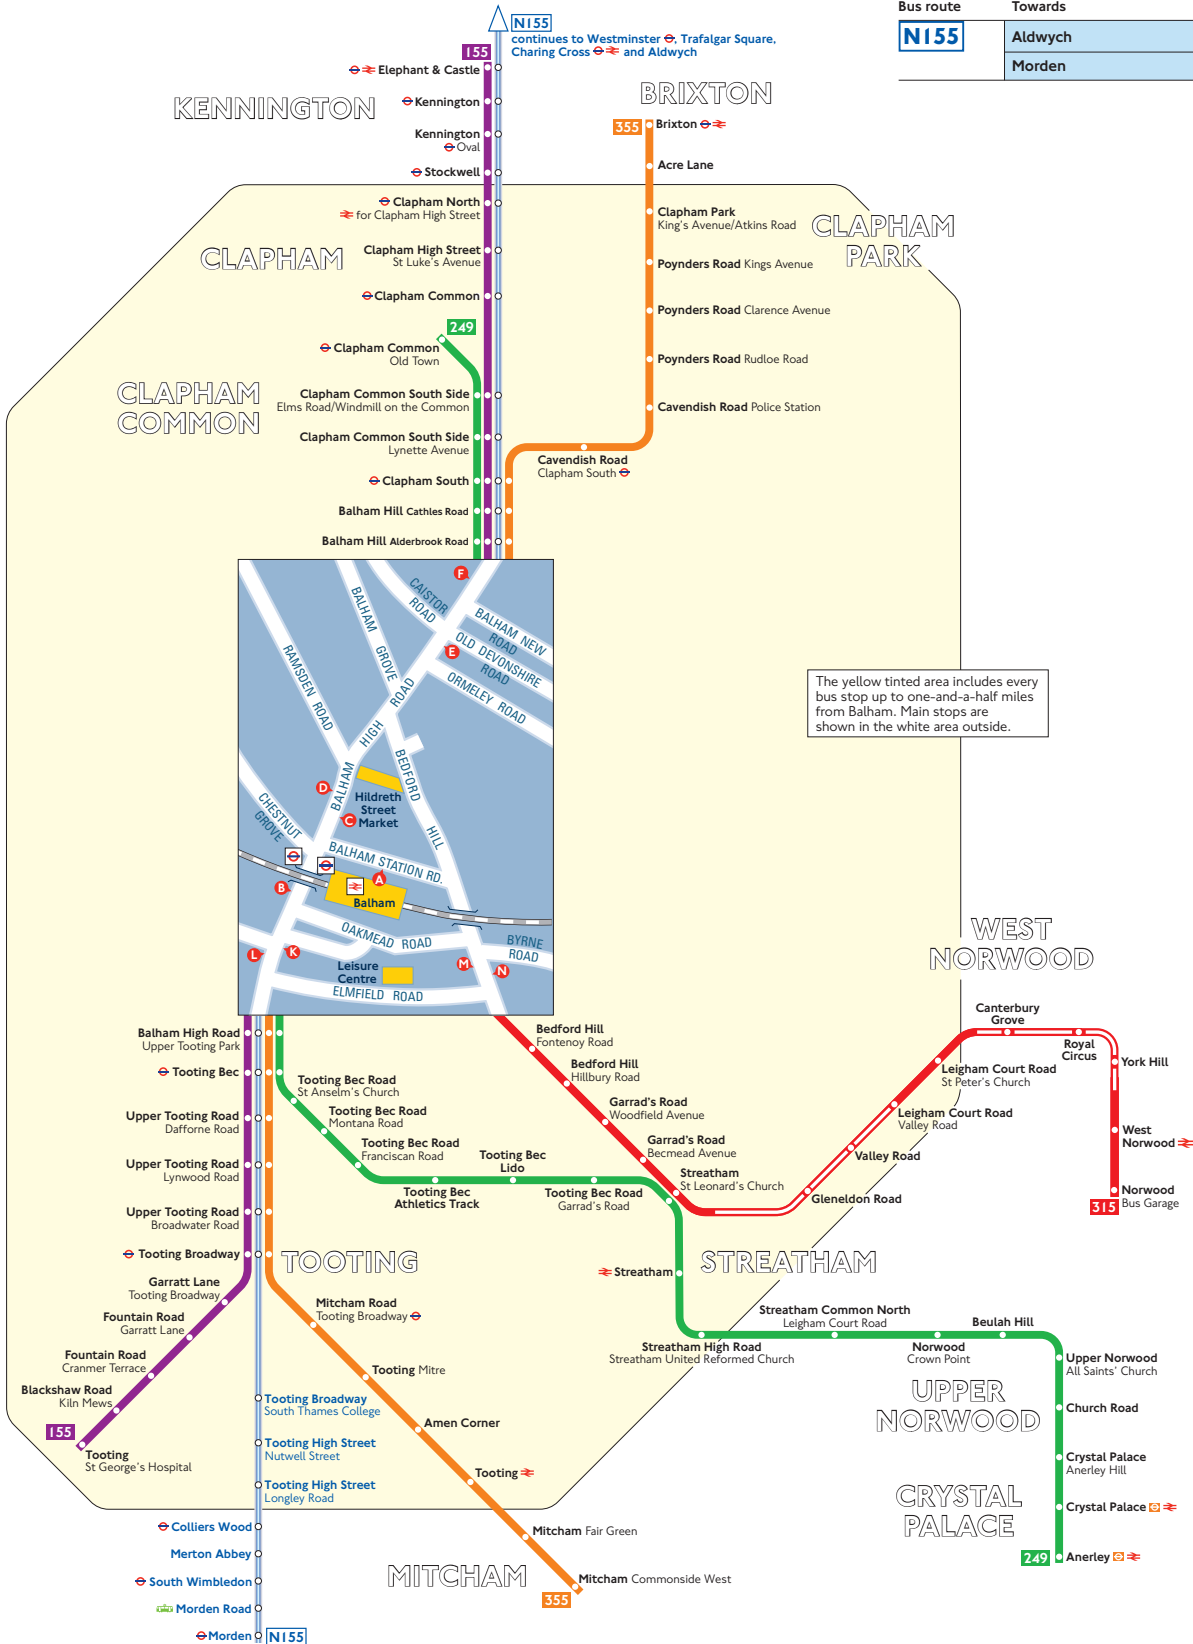 Bus route
Towards
N155
Aldwych
Morden
N155
continues to Westminster, Trafalgar Square,
Charing Cross and Aldwych
155
Elephant & Castle
KENNINGTON
Kennington
Kennington
Oval
Stockwell
BRIXTON
355
Brixton
Acre Lane
Clapham North
for Clapham High Street
Clapham Park
King's Avenue/Atkins Road
CLAPHAM
PARK
CLAPHAM
Clapham High Street
St Luke's Avenue
Poynders Road Kings Avenue
Clapham Common
Poynders Road Clarence Avenue
249
Clapham Common
Old Town
Poynders Road Rudloe Road
CLAPHAM
COMMON
Clapham Common South Side
Elms Road/Windmill on the Common
Cavendish Road Police Station
Clapham Common South Side
Lynette Avenue
Cavendish Road
Clapham South
Clapham South
Balham Hill Cathles Road
Balham Hill Alderbrook Road
F
CAISTOR
ROAD
BALHAM
GROVE
BALHAM NEW
ROAD
OLD DEVONSHIRE
ROAD
E
ORMELEY ROAD
RAMSDEN ROAD
BALHAM
HIGH
ROAD
BEDFORD
HILL
D
Hildreth
Street
Market
C
CHESTNUT
GROVE
BALHAM STATION RD.
A
B
Balham
OAKMEAD ROAD
BYRNE
ROAD
L
K
M
N
Leisure
Centre
ELMFIELD ROAD
The yellow tinted area includes every
bus stop up to one-and-a-half miles
from Balham. Main stops are
shown in the white area outside.
WEST
NORWOOD
Balham High Road
Upper Tooting Park
Tooting Bec
Upper Tooting Road
Dafforne Road
Upper Tooting Road
Lynwood Road
Upper Tooting Road
Broadwater Road
Tooting Broadway
Tooting Bec Road
St Anselm's Church
Tooting Bec Road
Montana Road
Tooting Bec Road
Franciscan Road
Tooting Bec
Athletics Track
Tooting Bec
Lido
Tooting Bec Road
Garrad's Road
Bedford Hill
Fontenoy Road
Bedford Hill
Hillbury Road
Garrad's Road
Woodfield Avenue
Garrad's Road
Becmead Avenue
Streatham
St Leonard's Church
Gleneldon Road
Valley Road
Leigham Court Road
Valley Road
Leigham Court Road
St Peter's Church
Canterbury
Grove
Royal
Circus
York Hill
West
Norwood
Norwood
Bus Garage
315
TOOTING
STREATHAM
Streatham
Garratt Lane
Tooting Broadway
Fountain Road
Garratt Lane
Fountain Road
Cranmer Terrace
Blackshaw Road
Kiln Mews
155
Tooting
St George's Hospital
Mitcham Road
Tooting Broadway
Tooting Mitre
Amen Corner
Tooting
Mitcham Fair Green
Mitcham Commonside West
355
MITCHAM
Tooting Broadway
South Thames College
Tooting High Street
Nutwell Street
Tooting High Street
Longley Road
Colliers Wood
Merton Abbey
South Wimbledon
Morden Road
Morden
N155
Streatham High Road
Streatham United Reformed Church
Streatham Common North
Leigham Court Road
Norwood
Crown Point
Beulah Hill
Upper Norwood
All Saints' Church
UPPER
NORWOOD
Church Road
Crystal Palace
Anerley Hill
CRYSTAL
PALACE
Crystal Palace
249
Anerley